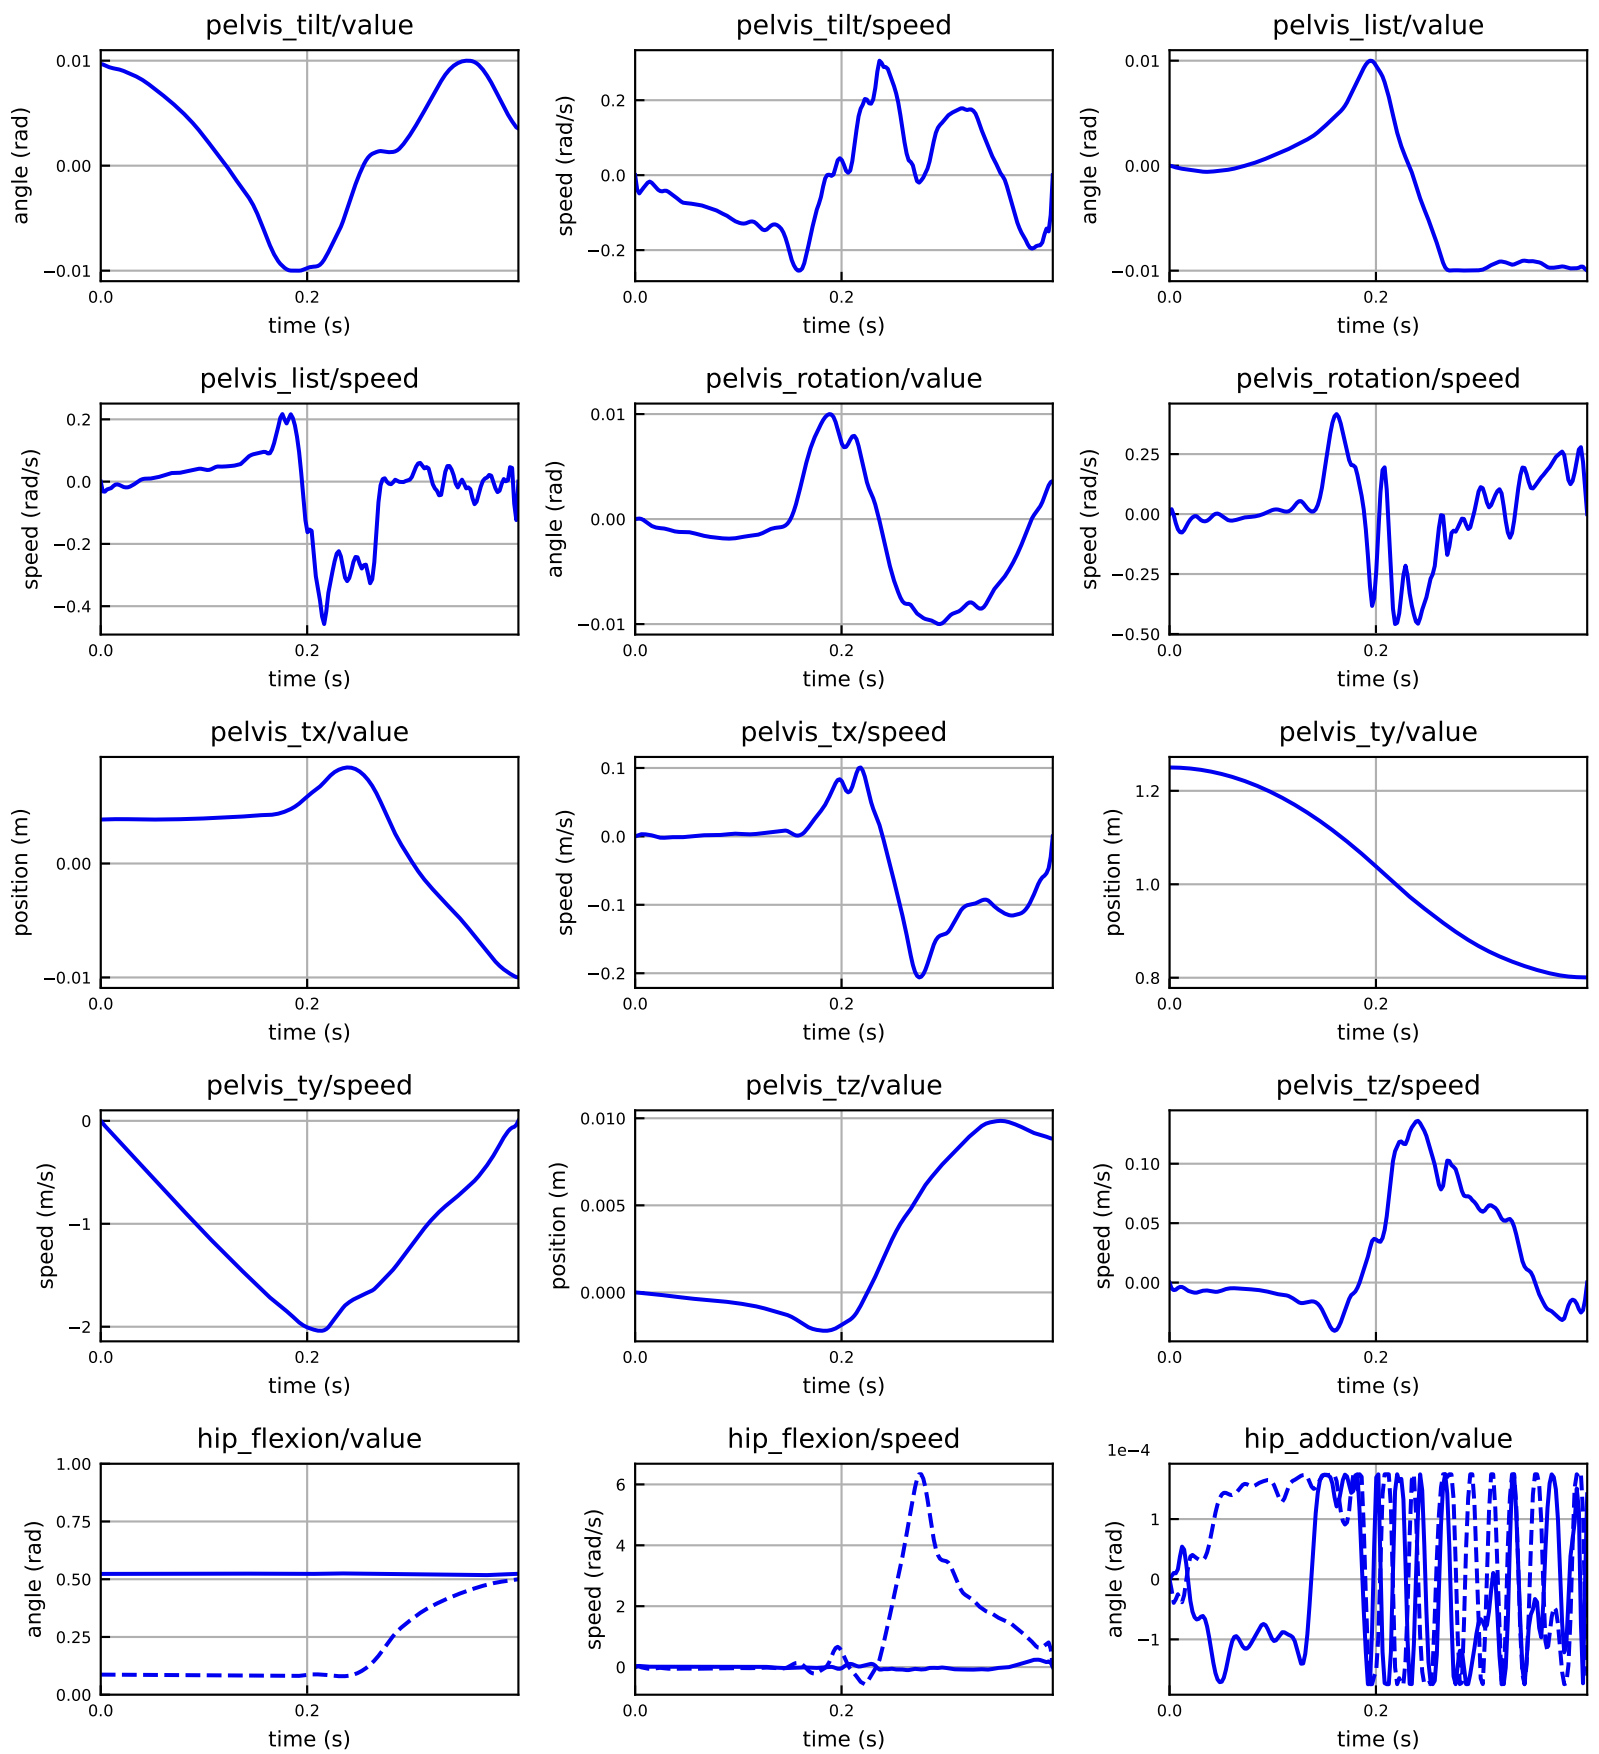 pelvis_tilt/value
pelvis_tilt/speed
pelvis_list/value
angle (rad)
0.01
0.00
−0.01
0.0
0.2
time (s)
speed (rad/s)
0.2
0.0
−0.2
0.0
0.2
time (s)
angle (rad)
0.01
0.00
−0.01
0.0
0.2
time (s)
pelvis_list/speed
pelvis_rotation/value
pelvis_rotation/speed
speed (rad/s)
0.2
0.0
−0.2
−0.4
0.0
0.2
time (s)
angle (rad)
0.01
0.00
−0.01
0.0
0.2
time (s)
speed (rad/s)
0.25
0.00
−0.25
−0.50
0.0
0.2
time (s)
pelvis_tx/value
pelvis_tx/speed
pelvis_ty/value
position (m)
0.00
−0.01
0.0
0.2
time (s)
speed (m/s)
0.1
0.0
−0.1
−0.2
0.0
0.2
time (s)
position (m)
1.2
1.0
0.8
0.0
0.2
time (s)
pelvis_ty/speed
pelvis_tz/value
pelvis_tz/speed
speed (m/s)
0
−1
−2
0.0
0.2
time (s)
position (m)
0.010
0.005
0.000
0.0
0.2
time (s)
speed (m/s)
0.10
0.05
0.00
0.0
0.2
time (s)
hip_flexion/value
hip_flexion/speed
hip_adduction/value
angle (rad)
1.00
0.75
0.50
0.25
0.00
0.0
0.2
time (s)
speed (rad/s)
6
4
2
0
0.0
0.2
time (s)
1e−4
angle (rad)
1
0
−1
0.0
0.2
time (s)